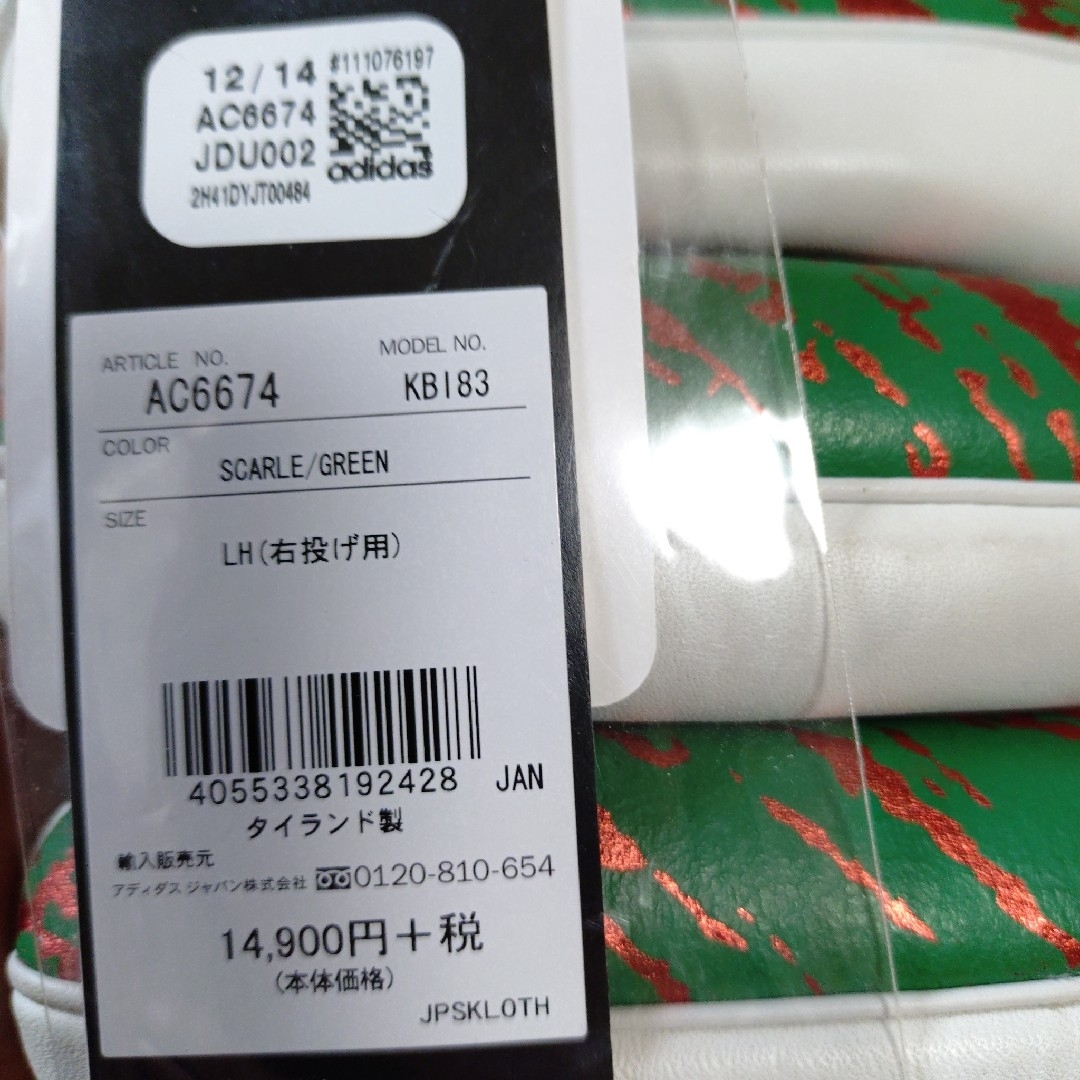 12/14 #111076197
AC6674
JDU002
adidas
2H41DYJT00484
ARTICLE NO. MODEL NO.
AC6674 KBI83
COLOR
SCARLE/GREEN
SIZE
LH(右投げ用)
4055338192428 JAN
タイランド製
輸入販売元
アディダス ジャパン株式会社 0120-810-654
14,900円+税
(本体価格)
JPSKLOTH